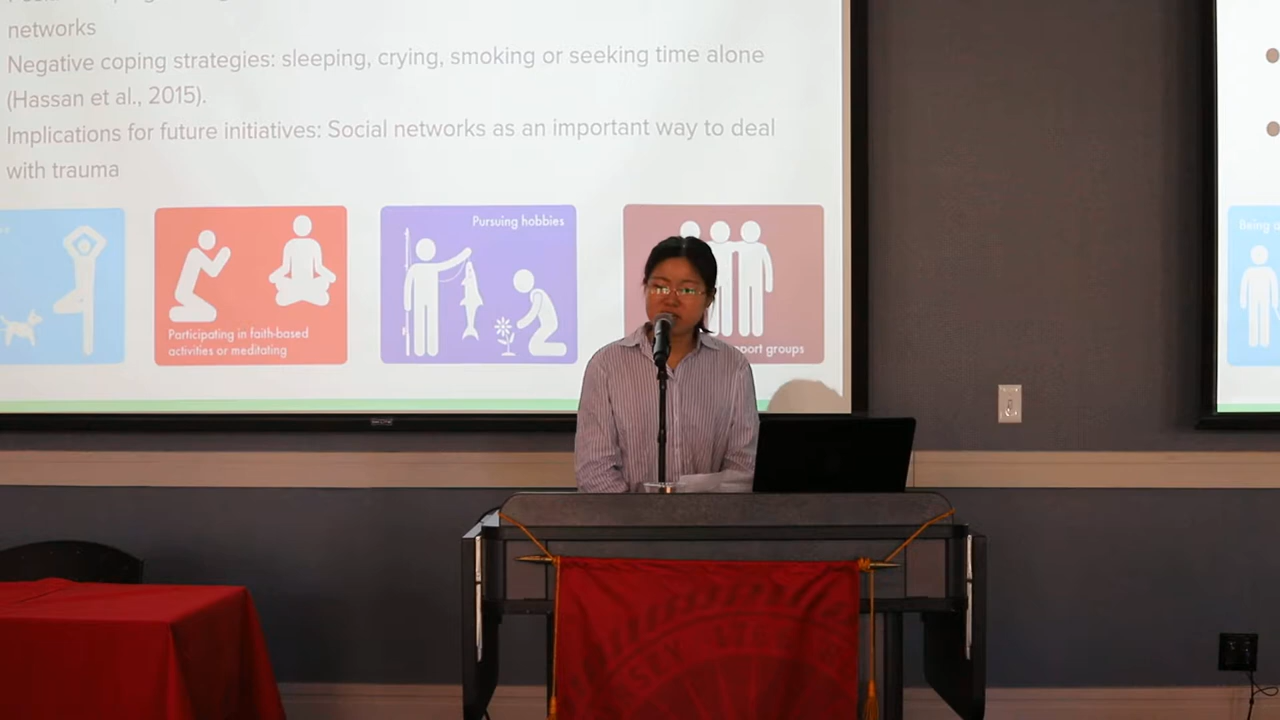 networks
Negative coping strategies: sleeping, crying, smoking or seeking time alone
(Hassan et al., 2015).
Implications for future initiatives: Social networks as an important way to deal
with trauma
Pursuing hobbies
Participating in faith-based
activities or meditating
groups
Being